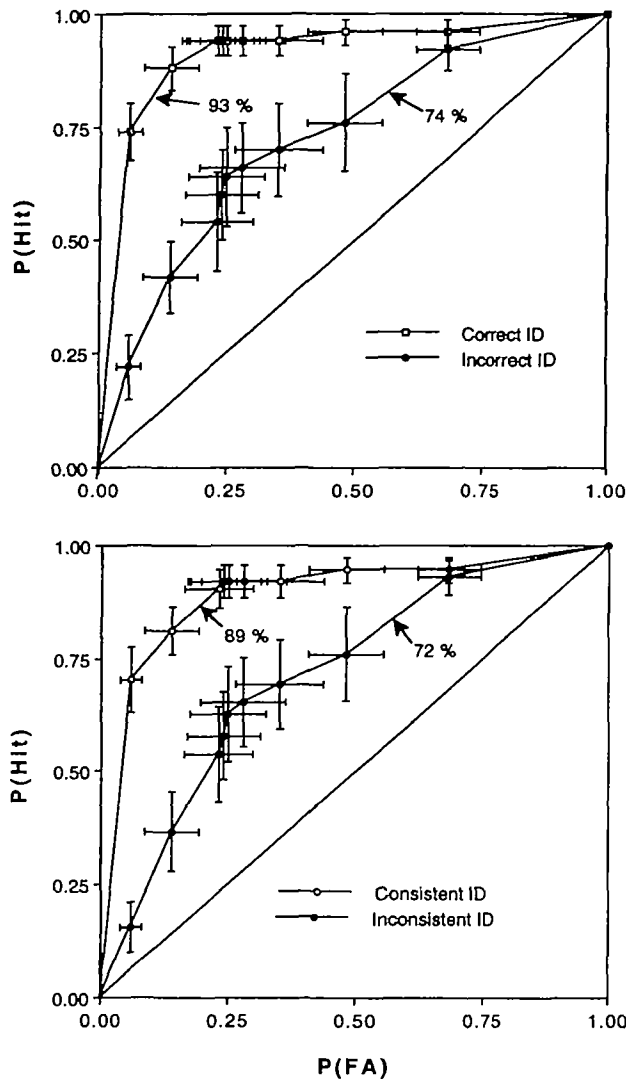 1.00
93 %
74 %
0.75
P(Hit)
0.50
Correct ID
Incorrect ID
0.25
0.00
0.00 0.25 0.50 0.75 1.00
1.00
89 %
72 %
0.75
P(Hit)
0.50
0.25
Consistent ID
Inconsistent ID
0.00
0.00 0.25 0.50 0.75 1.00
P(FA)